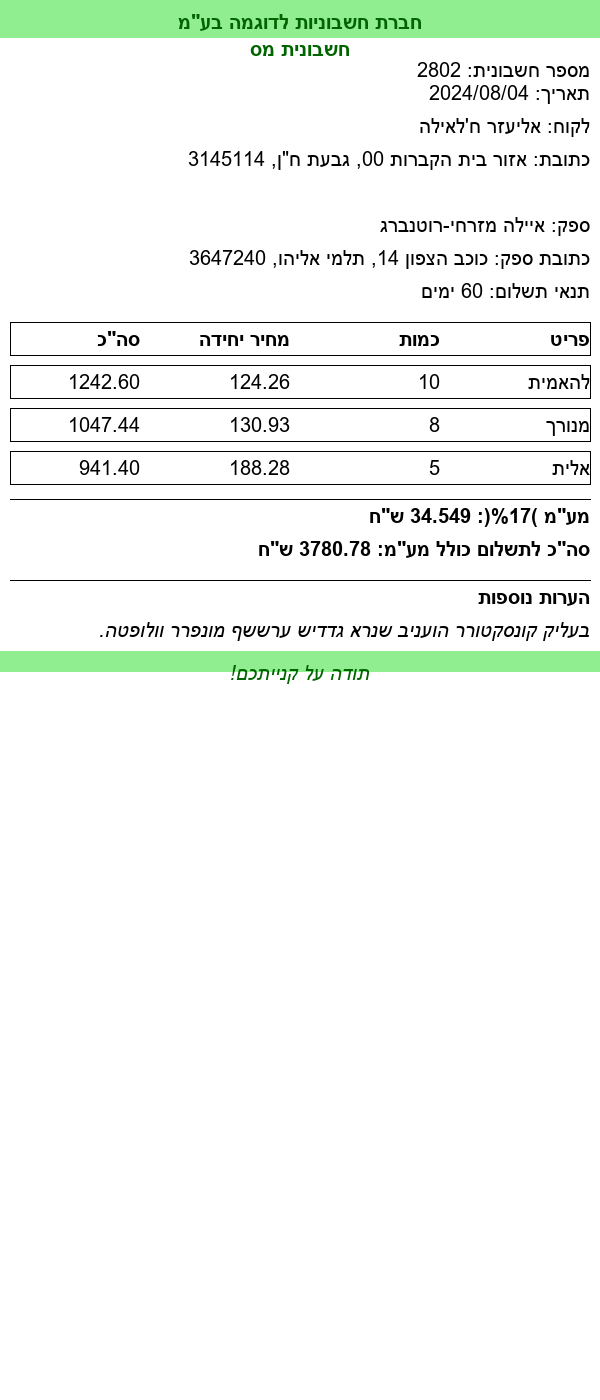 חברת חשבוניות לדוגמה בע"מ
חשבונית מס
מספר חשבונית: 2802
תאריך: 2024/08/04
לקוח: אליעזר ח'לאילה
כתובת: אזור בית הקברות 00, גבעת ח"ן, 3145114
ספק: איילה מזרחי-רוטנברג
כתובת ספק: כוכב הצפון 14, תלמי אליהו, 3647240
תנאי תשלום: 60 ימים
פריט כמות מחיר יחידה סה"כ
להאמית 10 124.26 1242.60
מנורך 8 130.93 1047.44
אלית 5 188.28 941.40
מע"מ )17%(: 34.549 ש"ח
סה"כ לתשלום כולל מע"מ: 3780.78 ש"ח
הערות נוספות
בעליק קונסקטורר הועניב שנרא גדדיש ערששף מונפרר וולופטה.
תודה על קנייתכם!